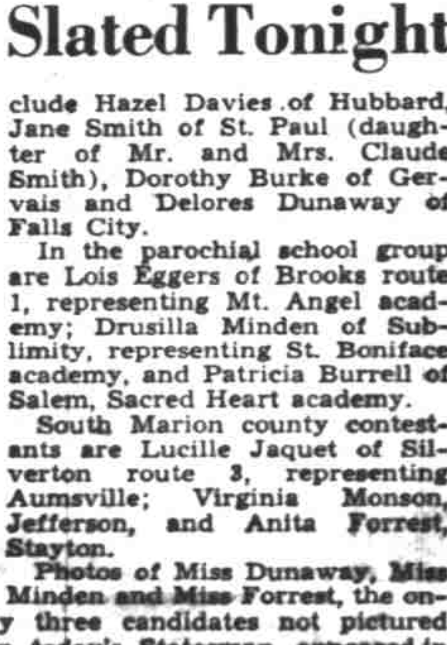 Slated Tonight
clude Hazel Davies of Hubbard,
Jane Smith of St. Paul (daugh-
ter of Mr. and Mrs. Claude
Smith), Dorothy Burke of Ger-
vais and Delores Dunaway of
Falls City.
In the parochial school group
are Lois Eggers of Brooks route
1, representing Mt. Angel acad-
emy; Drusilla Minden of Sub-
limity, representing St. Boniface
academy, and Patricia Burrell of
Salem, Sacred Heart academy.
South Marion county contest-
ants are Lucille Jaquet of Sil-
verton route 3, representing
Aumsville; Virginia Monson,
Jefferson, and Anita Forrest,
Stayton.
Photos of Miss Dunaway, Miss
Minden and Miss Forrest, the on-
y three candidates not pictured
today's Statesman, appeared in